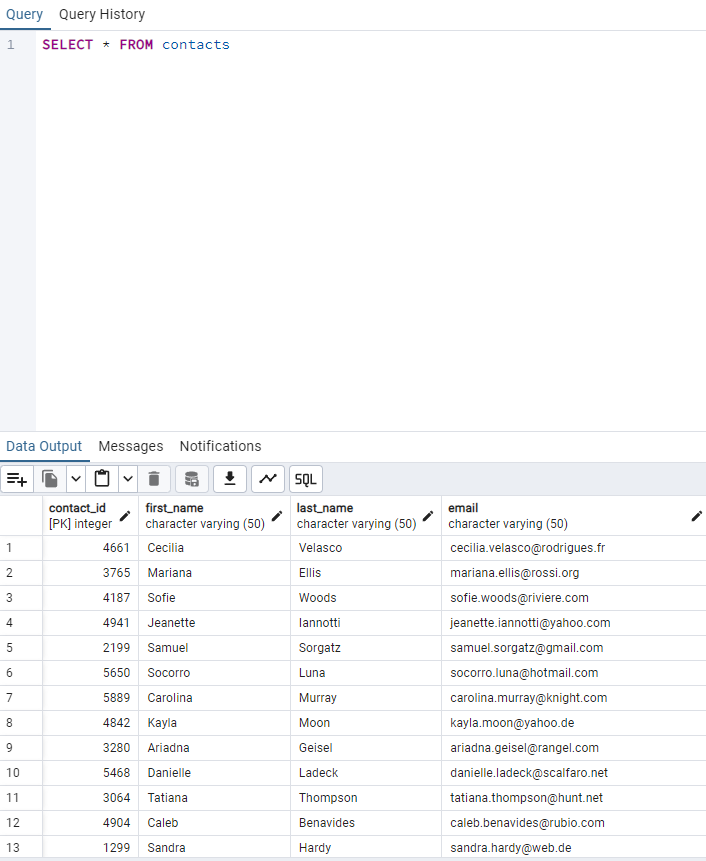 Query Query History
1 SELECT * FROM contacts
Data Output Messages Notifications
SQL
contact_id first_name last_name email
[PK] integer character varying (50) character varying (50) character varying (50)
1 4661 Cecilia Velasco cecilia.velasco@rodrigues.fr
2 3765 Mariana Ellis mariana.ellis@rossi.org
3 4187 Sofie Woods sofie.woods@riviere.com
4 4941 Jeanette Iannotti jeanette.iannotti@yahoo.com
5 2199 Samuel Sorgatz samuel.sorgatz@gmail.com
6 5650 Socorro Luna socorro.luna@hotmail.com
7 5889 Carolina Murray carolina.murray@knight.com
8 4842 Kayla Moon kayla.moon@yahoo.de
9 3280 Ariadna Geisel ariadna.geisel@rangel.com
10 5468 Danielle Ladeck danielle.ladeck@scalfaro.net
11 3064 Tatiana Thompson tatiana.thompson@hunt.net
12 4904 Caleb Benavides caleb.benavides@rubio.com
13 1299 Sandra Hardy sandra.hardy@web.de